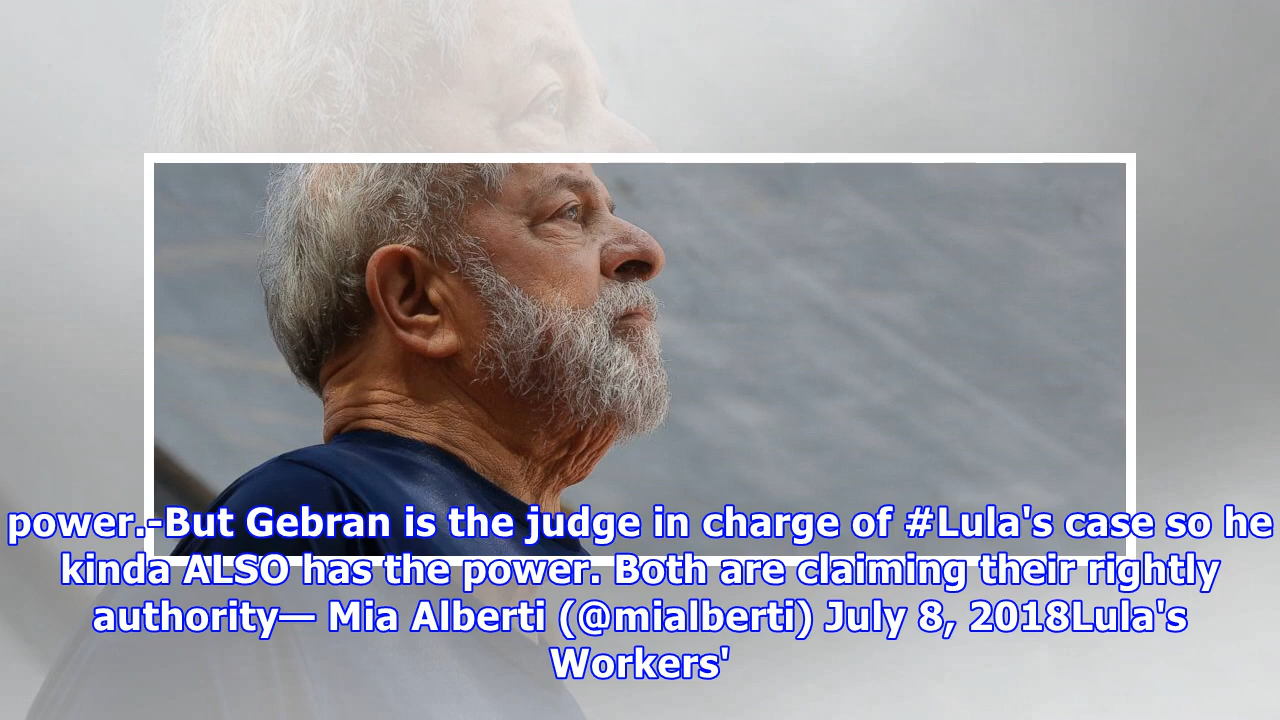 power.-But Gebran is the judge in charge of #Lula's case so he
kinda ALSO has the power. Both are claiming their rightly
authority— Mia Alberti (@mialberti) July 8, 2018Lula's
Workers'